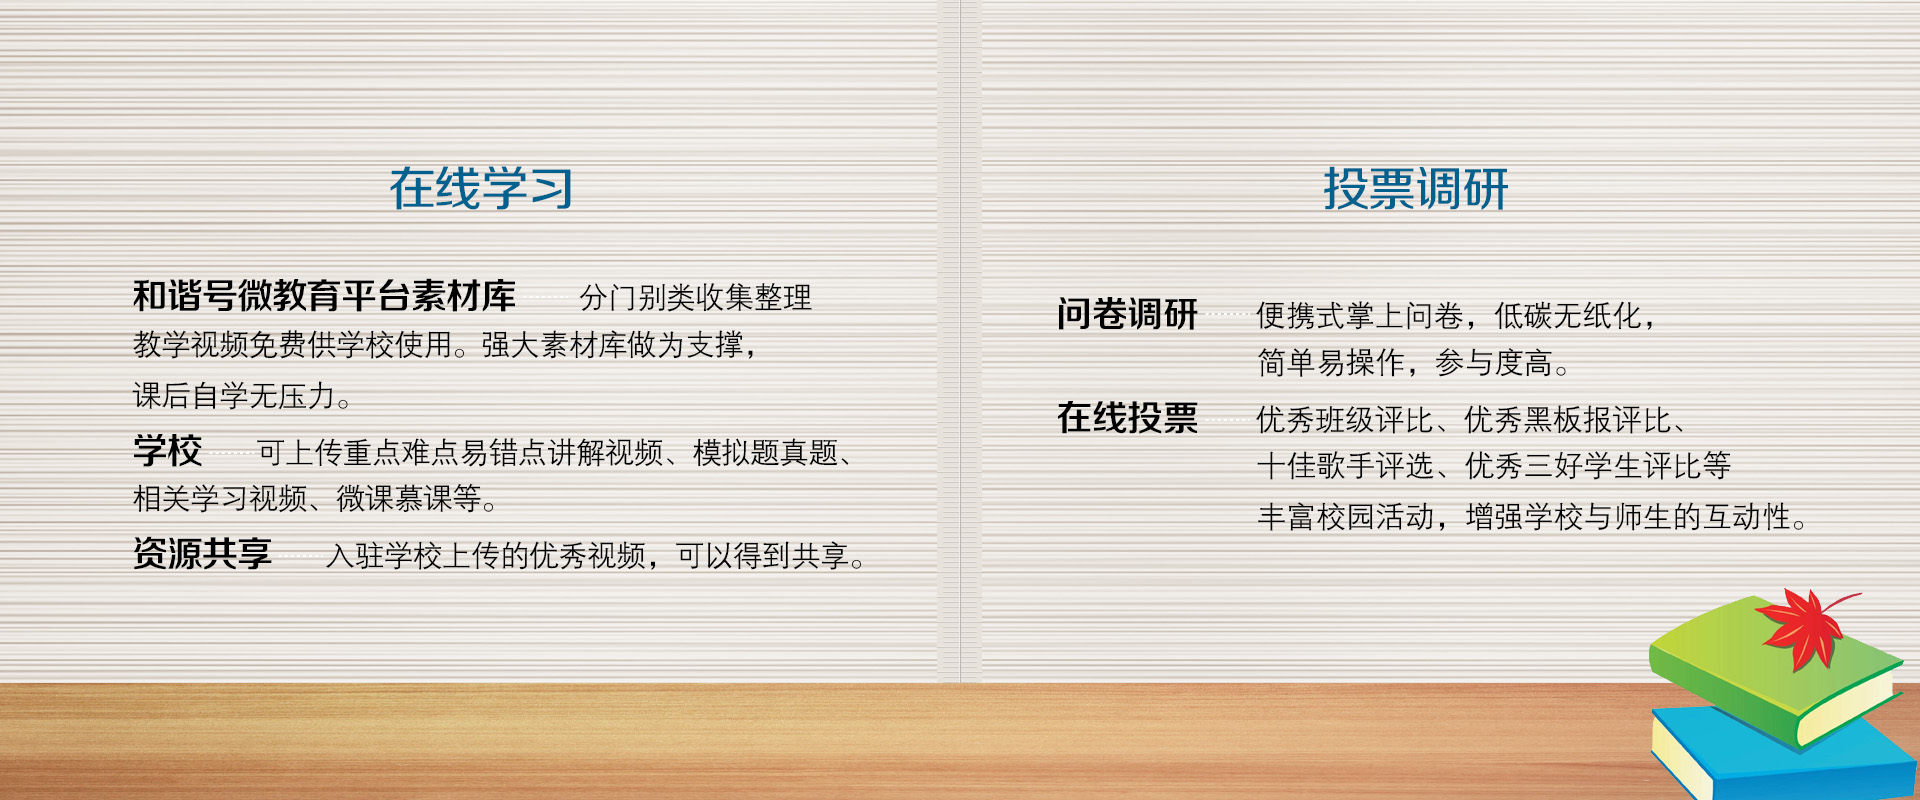 在线学习
和谐号微教育平台素材库 分门别类收集整理
教学视频免费供学校使用。强大素材库做为支撑，
课后自学无压力。
学校 可上传重点难点易错点讲解视频、模拟题真题、
相关学习视频、微课慕课等。
资源共享 入驻学校上传的优秀视频，可以得到共享。
投票调研
问卷调研 便携式掌上问卷，低碳无纸化，
简单易操作，参与度高。
在线投票 优秀班级评比、优秀黑板报评比、
十佳歌手评选、优秀三好学生评比等
丰富校园活动，增强学校与师生的互动性。